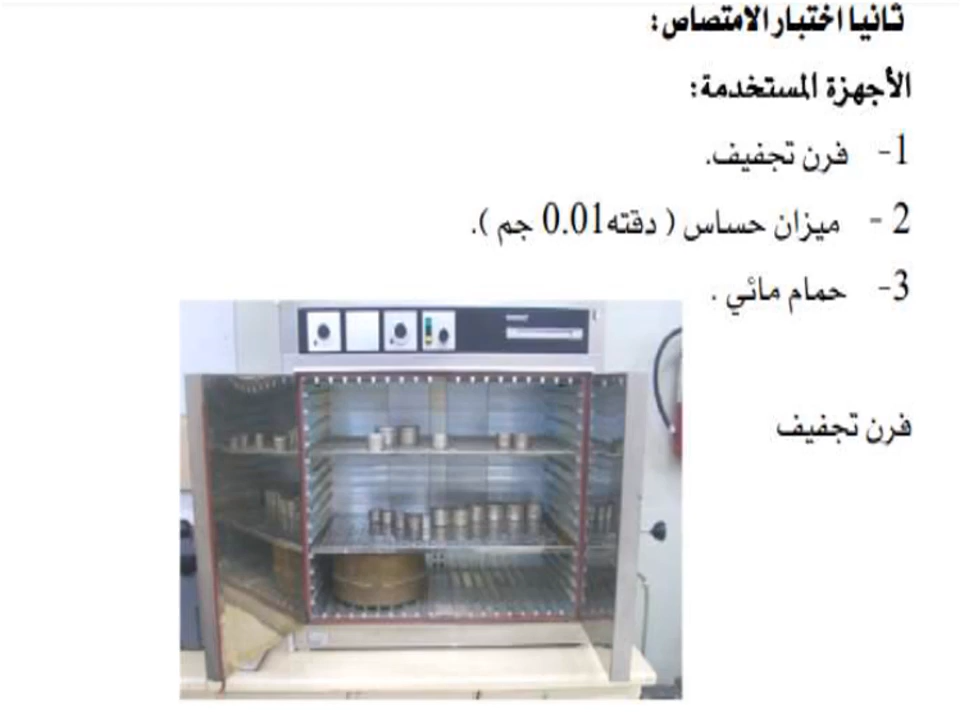 ثانيا اختبار الامتصاص:
الأجهزة المستخدمة:
1- فرن تجفيف.
2 - ميزان حساس ( دقته0.01 جم ).
3- حمام مائي .
فرن تجفيف